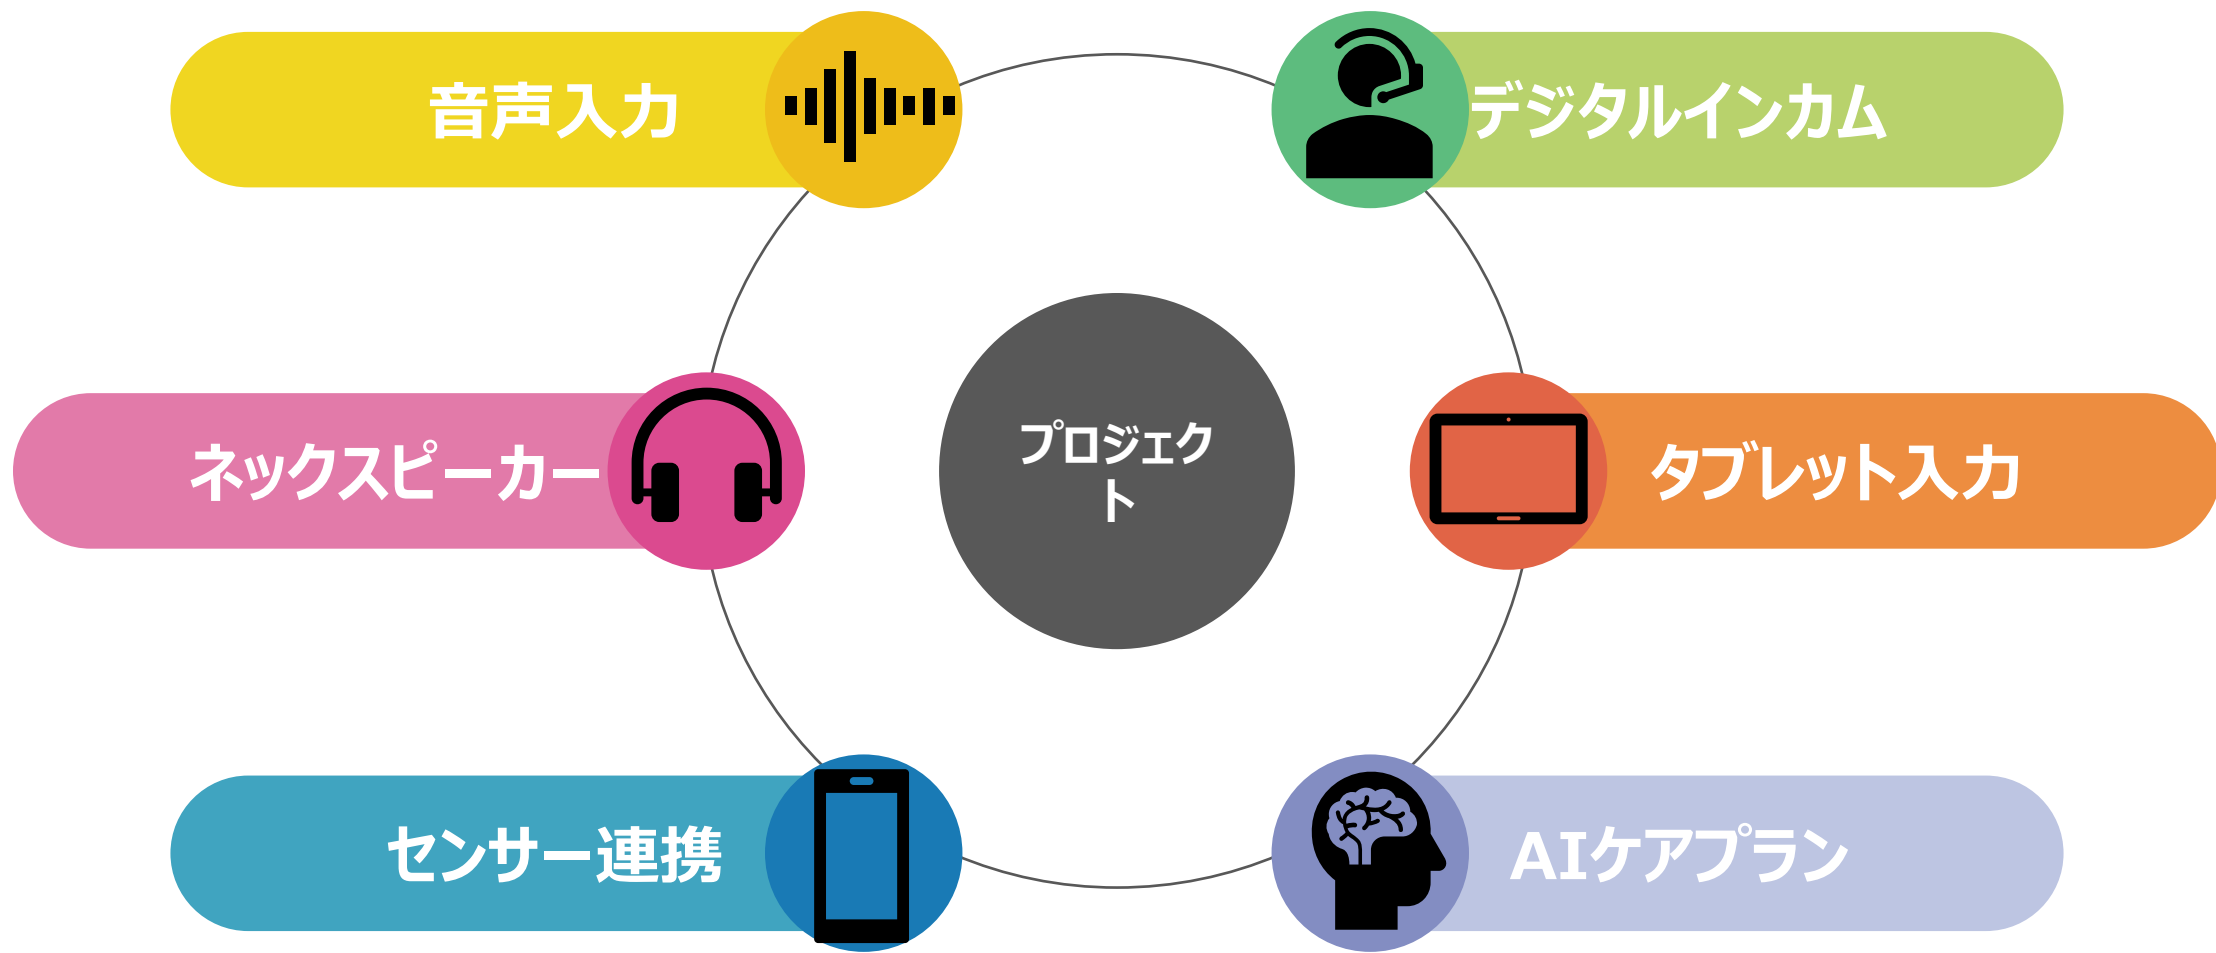 音声入力
デジタルインカム
ネックスピーカー
プロジェク
ト
タブレット入力
センサー連携
AIケアプラン